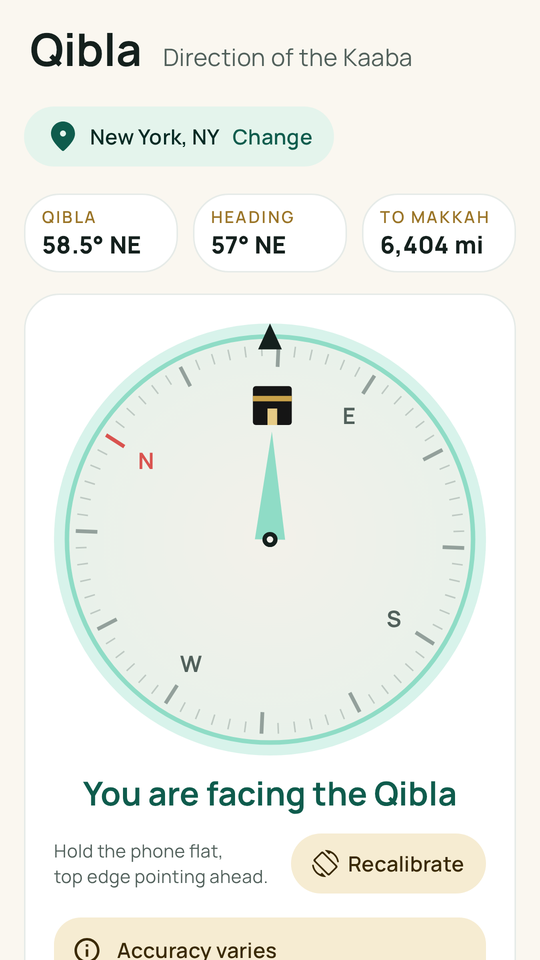 Qibla Direction of the Kaaba
New York, NY Change
QIBLA
58.5° NE
HEADING
57° NE
TO MAKKAH
6,404 mi
E
N
S
W
You are facing the Qibla
Hold the phone flat,
top edge pointing ahead.
Recalibrate
Accuracy varies